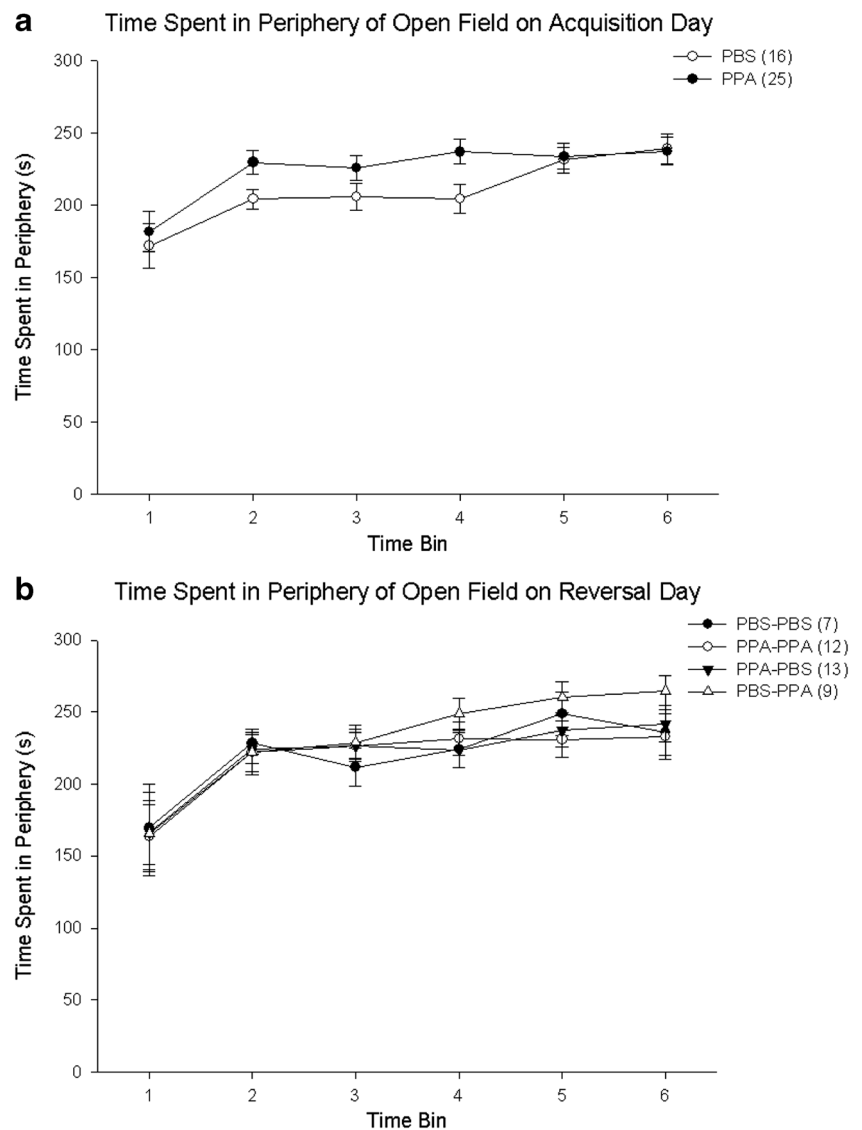 a
Time Spent in Periphery of Open Field on Acquisition Day
PBS (16)
PPA (25)
Time Spent in Periphery (s)
300
250
200
150
100
50
0
1 2 3 4 5 6
Time Bin
b
Time Spent in Periphery of Open Field on Reversal Day
PBS-PBS (7)
PPA-PPA (12)
PPA-PBS (13)
PBS-PPA (9)
Time Spent in Periphery (s)
300
250
200
150
100
50
0
1 2 3 4 5 6
Time Bin